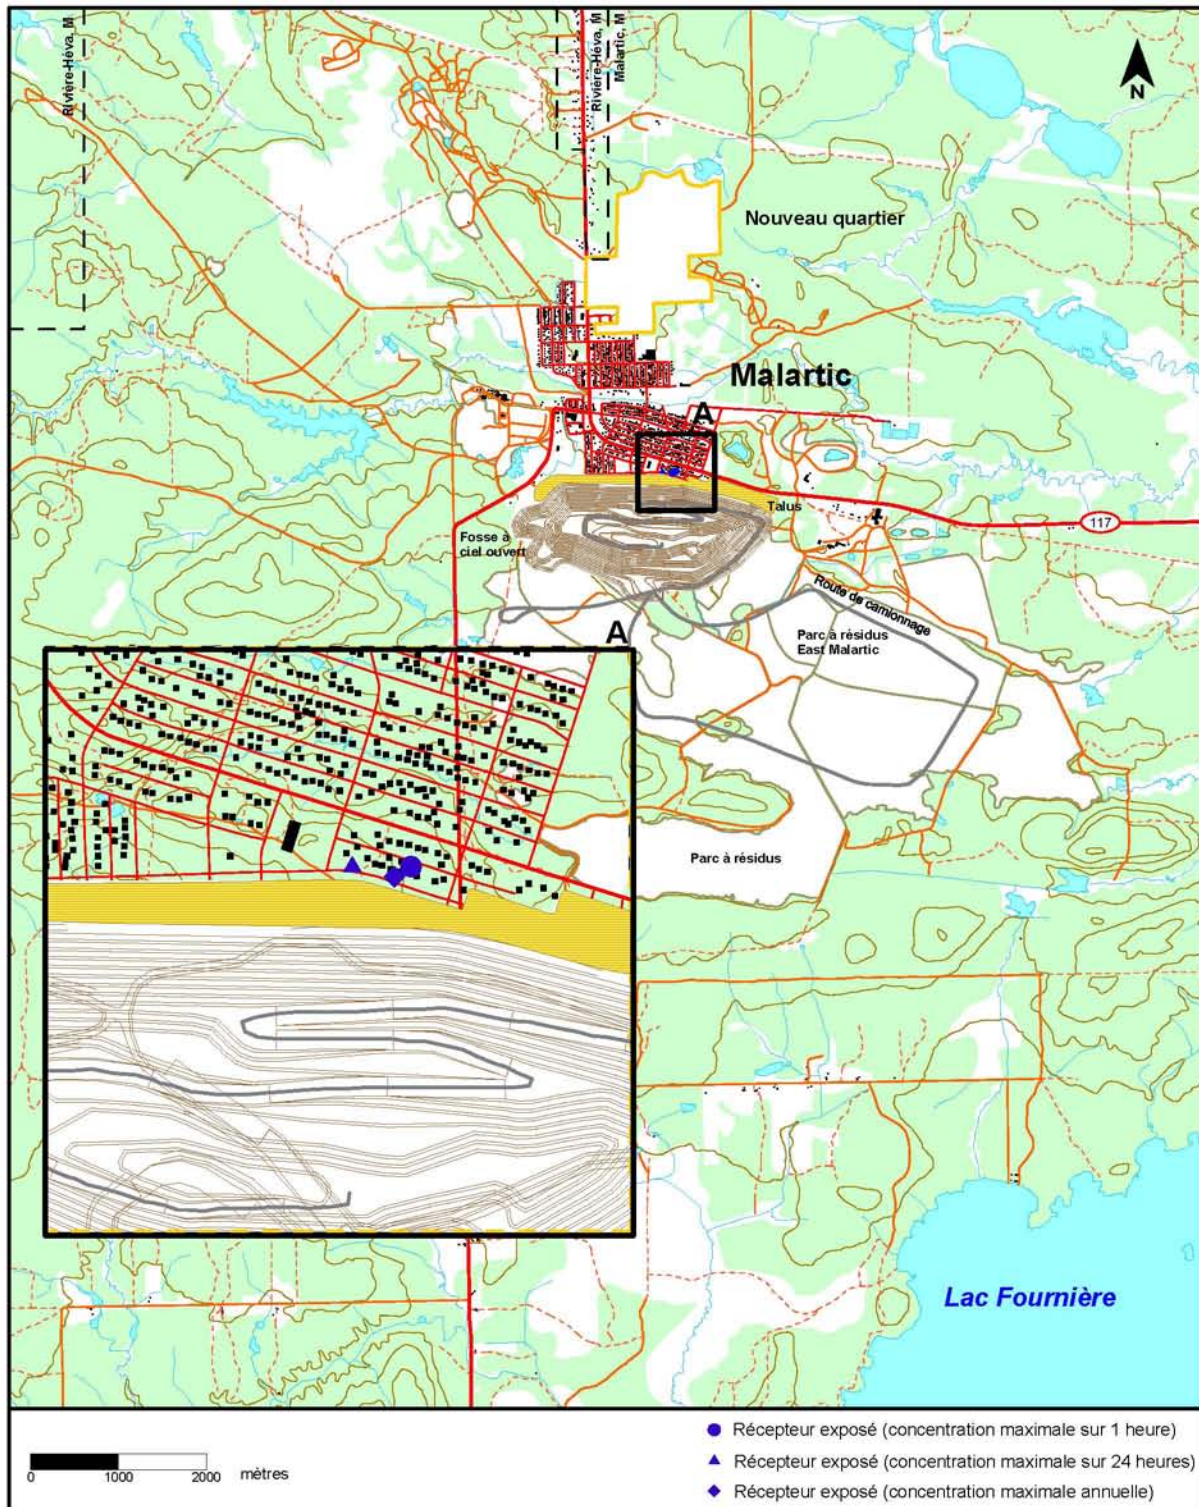 Rivière-Héva, M
Rivière-Héva, M
Malartic, M
N
Nouveau quartier
Malartic
A
Talus
117
Fosse à
ciel ouvert
Route de camionnage
A
Parc à résidus
East Malartic
Parc à résidus
Lac Fournière
0 1000 2000 mètres
Récepteur exposé (concentration maximale sur 1 heure)
Récepteur exposé (concentration maximale sur 24 heures)
Récepteur exposé (concentration maximale annuelle)